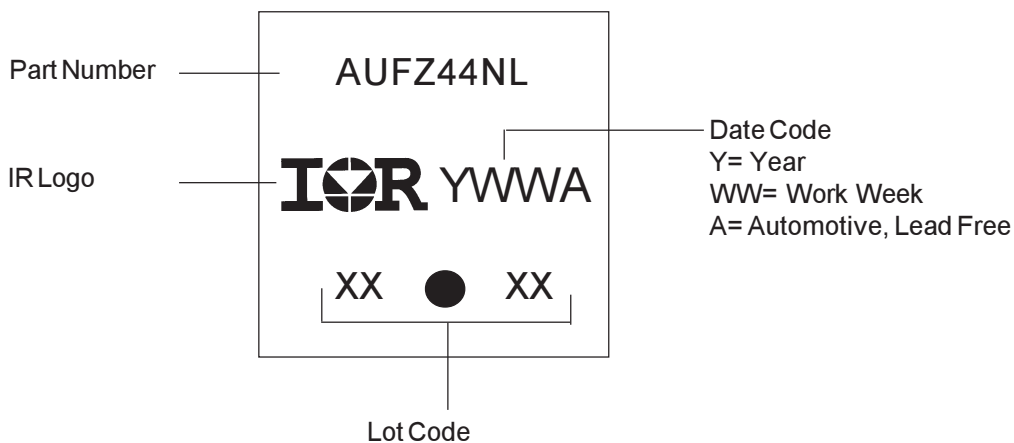 Part Number
AUFZ44NL
IR Logo
IOR YWWA
Date Code
Y= Year
WW= Work Week
A= Automotive, Lead Free
XX XX
Lot Code